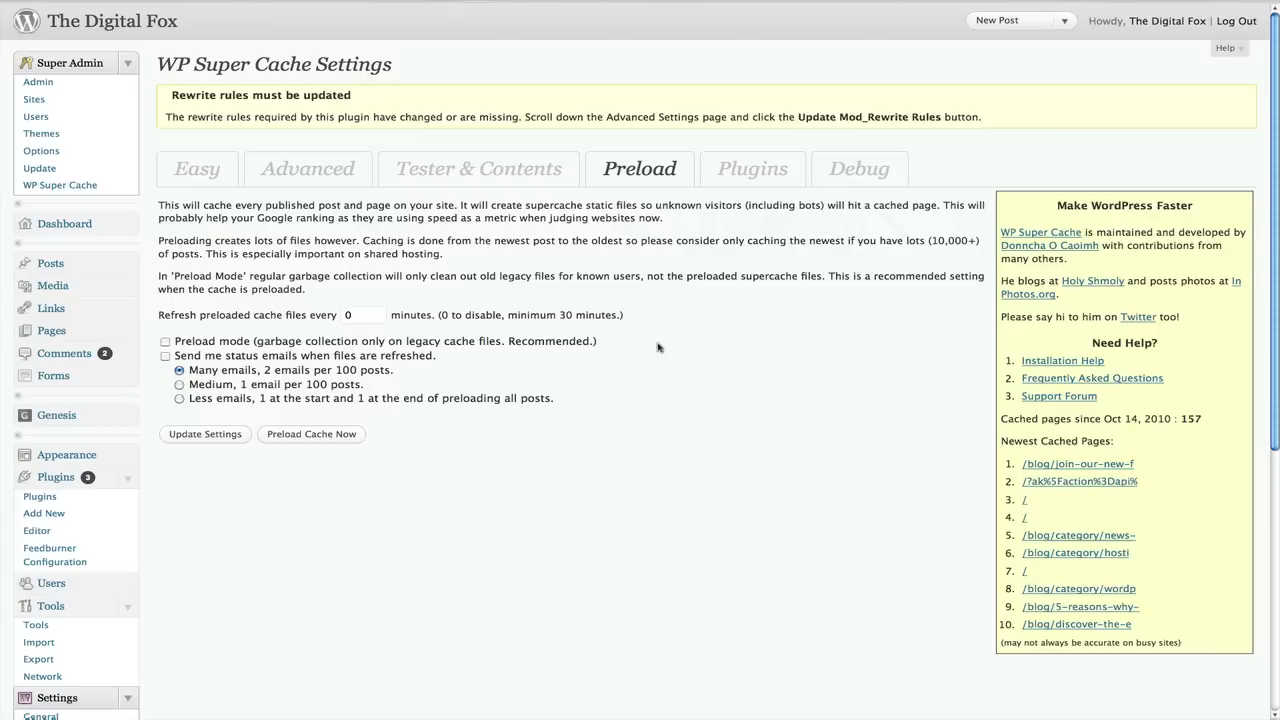 The Digital Fox
New Post
Howdy, The Digital Fox | Log Out
Help
Super Admin
Admin
Sites
Users
Themes
Options
Update
WP Super Cache
Dashboard
Posts
Media
Links
Pages
Comments 2
Forms
Genesis
Appearance
Plugins 3
Plugins
Add New
Editor
Feedburner
Configuration
Users
Tools
Tools
Import
Export
Network
Settings
General
WP Super Cache Settings
Rewrite rules must be updated
The rewrite rules required by this plugin have changed or are missing. Scroll down the Advanced Settings page and click the Update Mod_Rewrite Rules button.
Easy
Advanced
Tester & Contents
Preload
Plugins
Debug
This will cache every published post and page on your site. It will create supercache static files so unknown visitors (including bots) will hit a cached page. This will
probably help your Google ranking as they are using speed as a metric when judging websites now.
Preloading creates lots of files however. Caching is done from the newest post to the oldest so please consider only caching the newest if you have lots (10,000+)
of posts. This is especially important on shared hosting.
In 'Preload Mode' regular garbage collection will only clean out old legacy files for known users, not the preloaded supercache files. This is a recommended setting
when the cache is preloaded.
Refresh preloaded cache files every 0 minutes. (0 to disable, minimum 30 minutes.)
Preload mode (garbage collection only on legacy cache files. Recommended.)
Send me status emails when files are refreshed.
Many emails, 2 emails per 100 posts.
Medium, 1 email per 100 posts.
Less emails, 1 at the start and 1 at the end of preloading all posts.
Update Settings
Preload Cache Now
Make WordPress Faster
WP Super Cache is maintained and developed by
Donncha O Caoimh with contributions from
many others.
He blogs at Holy Shmoly and posts photos at In
Photos.org.
Please say hi to him on Twitter too!
Need Help?
1. Installation Help
2. Frequently Asked Questions
3. Support Forum
Cached pages since Oct 14, 2010 : 157
Newest Cached Pages:
1. /blog/join-our-new-f
2. /?ak%5Faction%3Dapi%
3. /
4. /
5. /blog/category/news-
6. /blog/category/hosti
7. /
8. /blog/category/wordp
9. /blog/5-reasons-why-
10. /blog/discover-the-e
(may not always be accurate on busy sites)